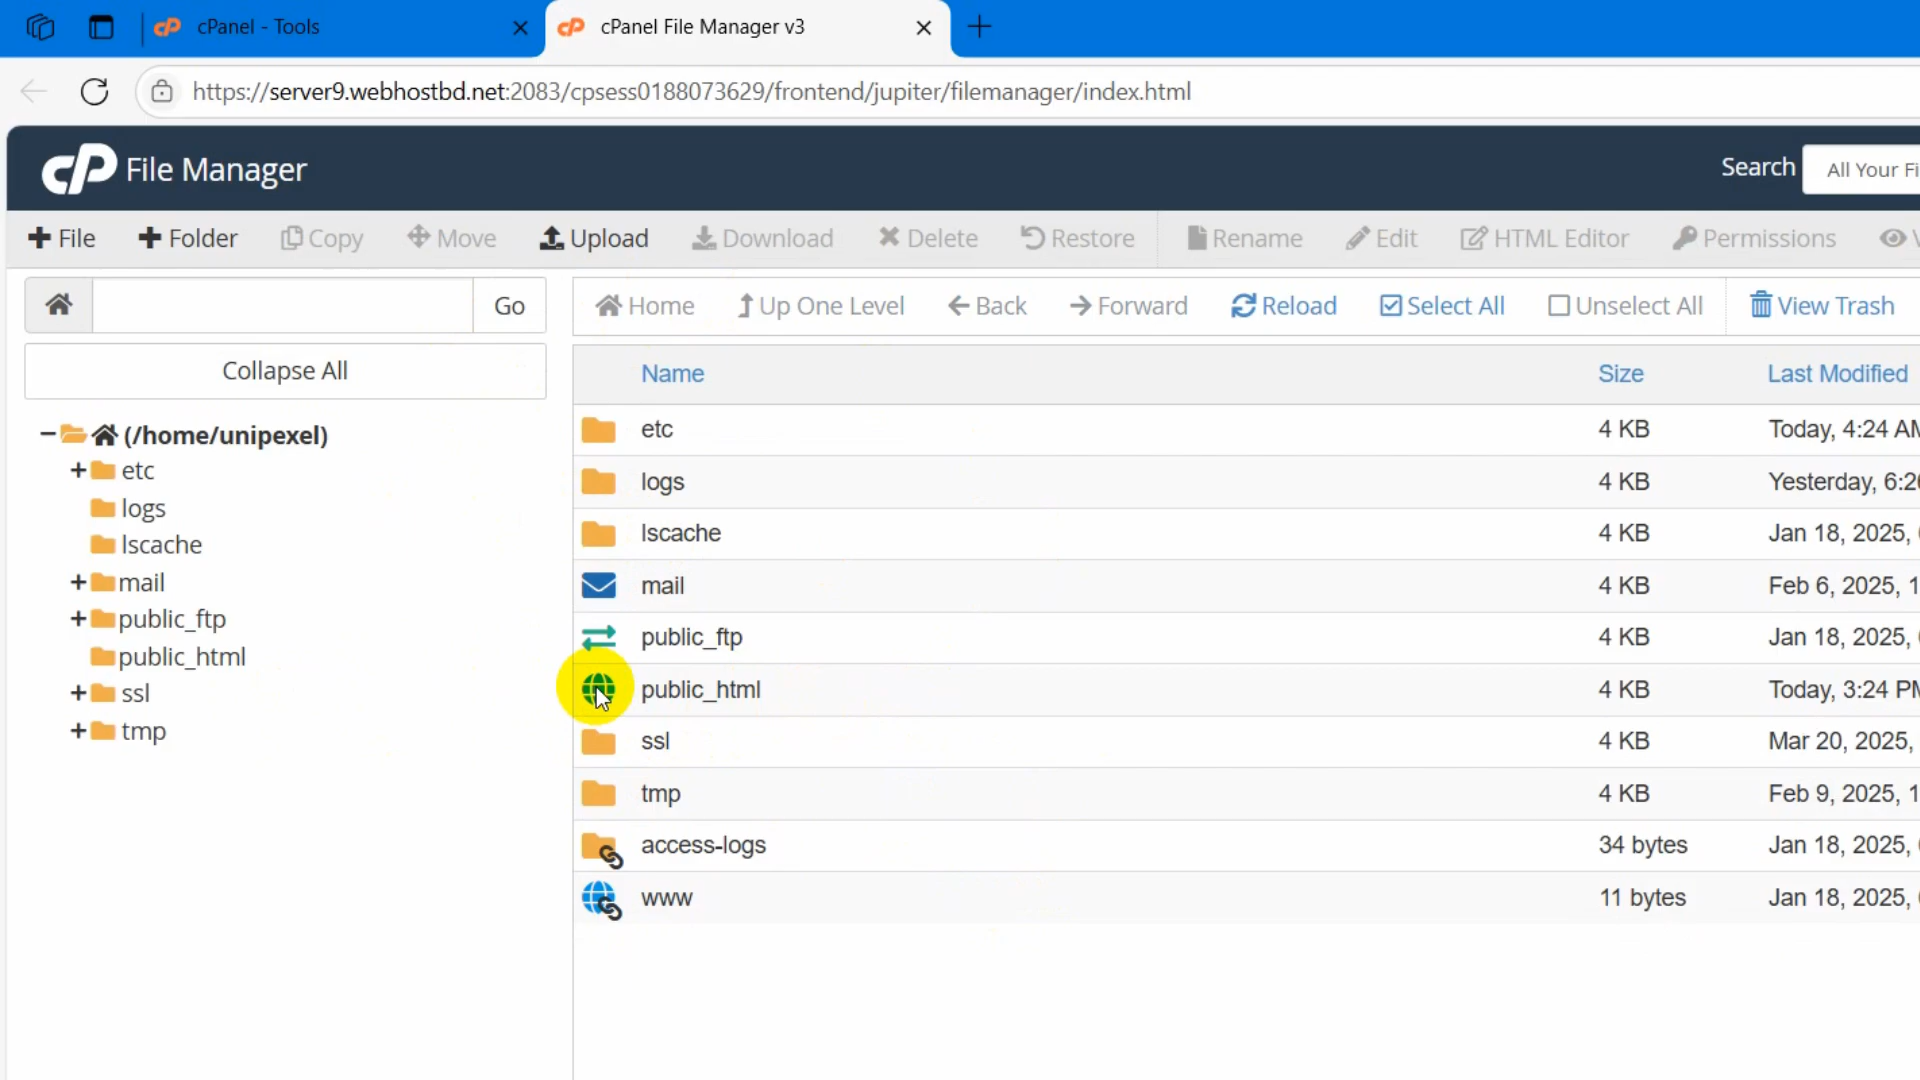 cPanel - Tools
cPanel File Manager v3
https://server9.webhostbd.net:2083/cpsess0188073629/frontend/jupiter/filemanager/index.html
cP File Manager
Search
All Your Fi
File
Folder
Copy
Move
Upload
Download
Delete
Restore
Rename
Edit
HTML Editor
Permissions
V
Go
Home
Up One Level
Back
Forward
Reload
Select All
Unselect All
View Trash
Collapse All
(/home/unipexel)
etc
logs
lscache
mail
public_ftp
public_html
ssl
tmp
Name Size Last Modified
etc 4 KB Today, 4:24 AM
logs 4 KB Yesterday, 6:2
lscache 4 KB Jan 18, 2025,
mail 4 KB Feb 6, 2025, 1
public_ftp 4 KB Jan 18, 2025,
public_html 4 KB Today, 3:24 PM
ssl 4 KB Mar 20, 2025,
tmp 4 KB Feb 9, 2025, 1
access-logs 34 bytes Jan 18, 2025,
www 11 bytes Jan 18, 2025,